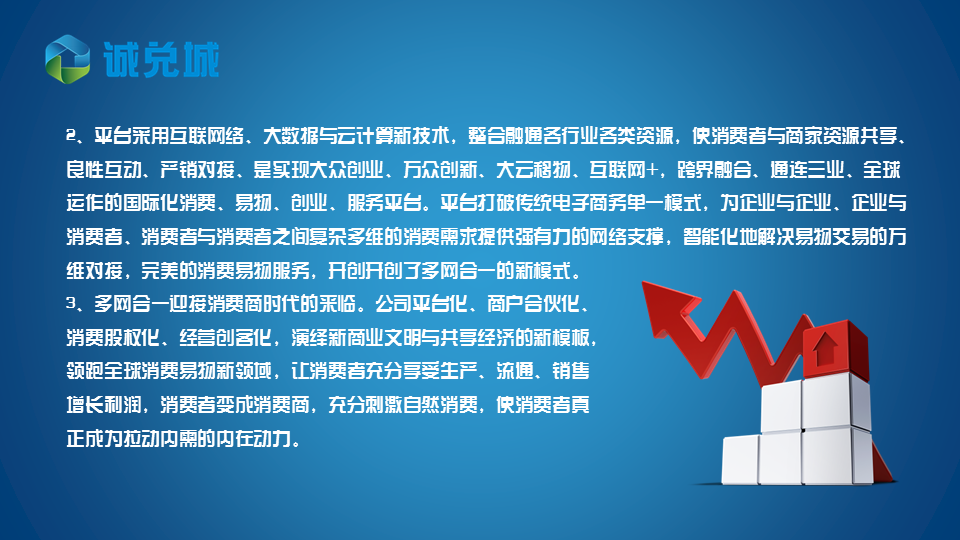 诚兑城
2、平台采用互联网络、大数据与云计算新技术，整合融通各行业各类资源，使消费者与商家资源共享、
良性互动、产销对接、是实现大众创业、万众创新、大云移物、互联网+，跨界融合、通连三业、全球
运作的国际化消费、易物、创业、服务平台。平台打破传统电子商务单一模式，为企业与企业、企业与
消费者、消费者与消费者之间复杂多维的消费需求提供强有力的网络支撑，智能化地解决易物交易的万
维对接，完美的消费易物服务，开创开创了多网合一的新模式。
3、多网合一迎接消费商时代的来临。公司平台化、商户合伙化、
消费股权化、经营创客化，演绎新商业文明与共享经济的新模板，
领跑全球消费易物新领域，让消费者充分享受生产、流通、销售
增长利润，消费者变成消费商，充分刺激自然消费，使消费者真
正成为拉动内需的内在动力。